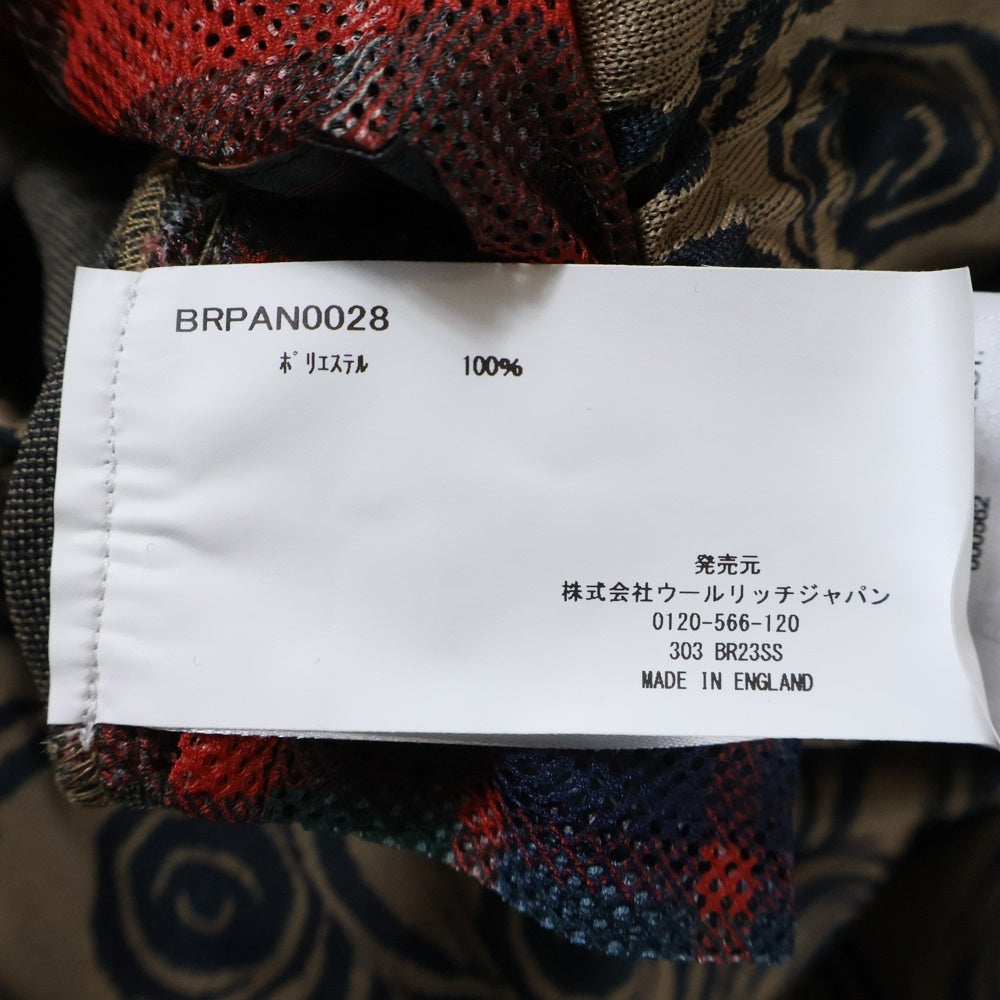 BRPAN0028
ﾎﾟﾘｴｽﾃﾙ 100%
発売元
株式会社ウールリッチジャパン
0120-566-120
303 BR23SS
MADE IN ENGLAND